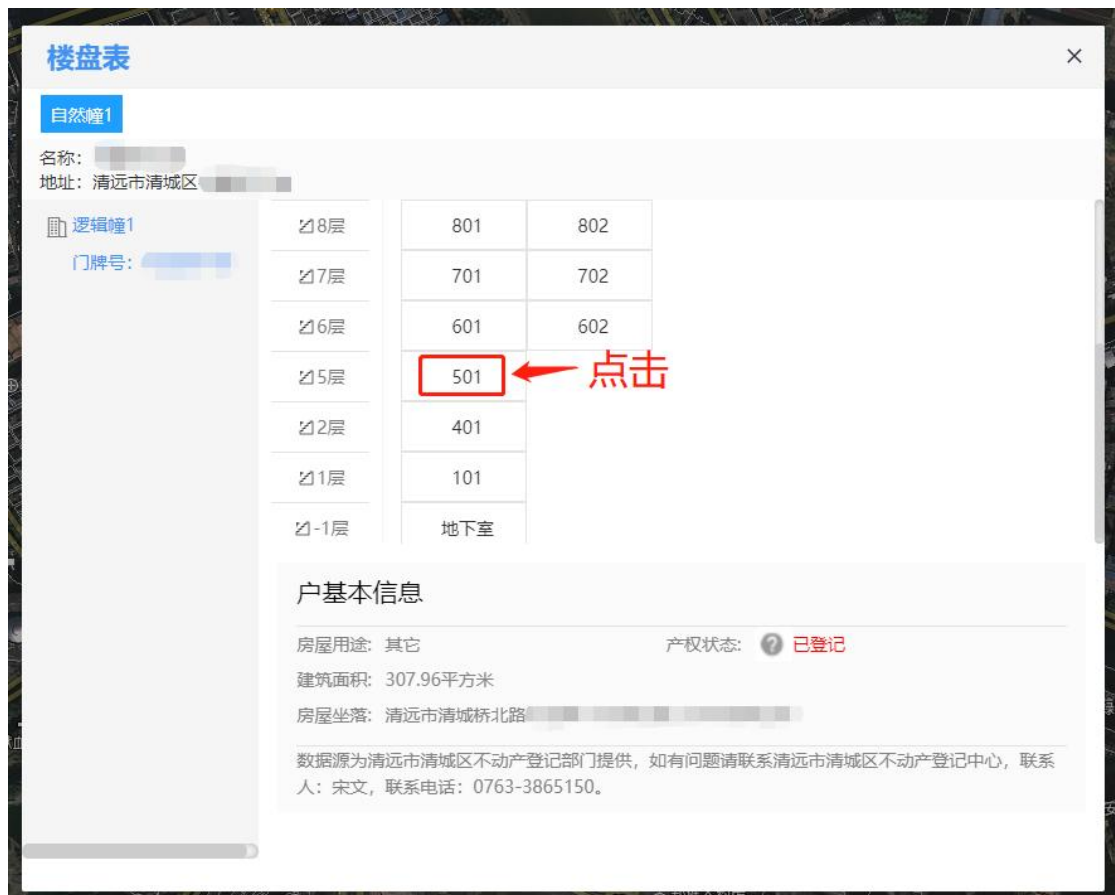 楼盘表
自然幢1
名称：
地址：清远市清城区
逻辑幢1
门牌号：
8层 801 802
7层 701 702
6层 601 602
5层 501 点击
2层 401
1层 101
-1层 地下室
户基本信息
房屋用途: 其它 产权状态: ? 已登记
建筑面积: 307.96平方米
房屋坐落: 清远市清城桥北路
数据源为清远市清城区不动产登记部门提供，如有问题请联系清远市清城区不动产登记中心，联系
人：宋文，联系电话：0763-3865150。